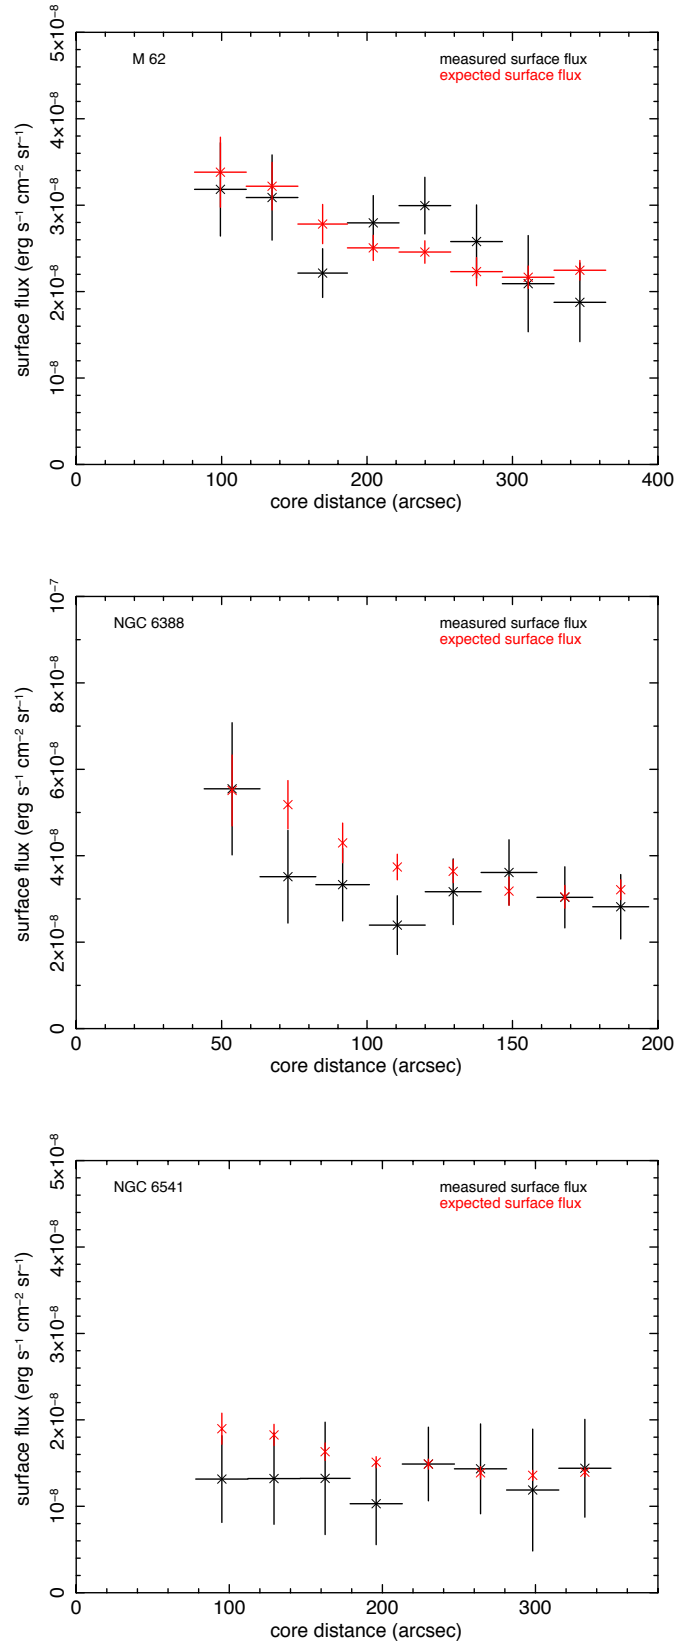 M 62
measured surface flux
expected surface flux
surface flux (erg s⁻¹ cm⁻² sr⁻¹)
5×10⁻⁸
4×10⁻⁸
3×10⁻⁸
2×10⁻⁸
10⁻⁸
0
0 100 200 300 400
core distance (arcsec)
NGC 6388
measured surface flux
expected surface flux
surface flux (erg s⁻¹ cm⁻² sr⁻¹)
10⁻⁷
8×10⁻⁸
6×10⁻⁸
4×10⁻⁸
2×10⁻⁸
0
0 50 100 150 200
core distance (arcsec)
NGC 6541
measured surface flux
expected surface flux
surface flux (erg s⁻¹ cm⁻² sr⁻¹)
5×10⁻⁸
4×10⁻⁸
3×10⁻⁸
2×10⁻⁸
10⁻⁸
0
0 100 200 300
core distance (arcsec)